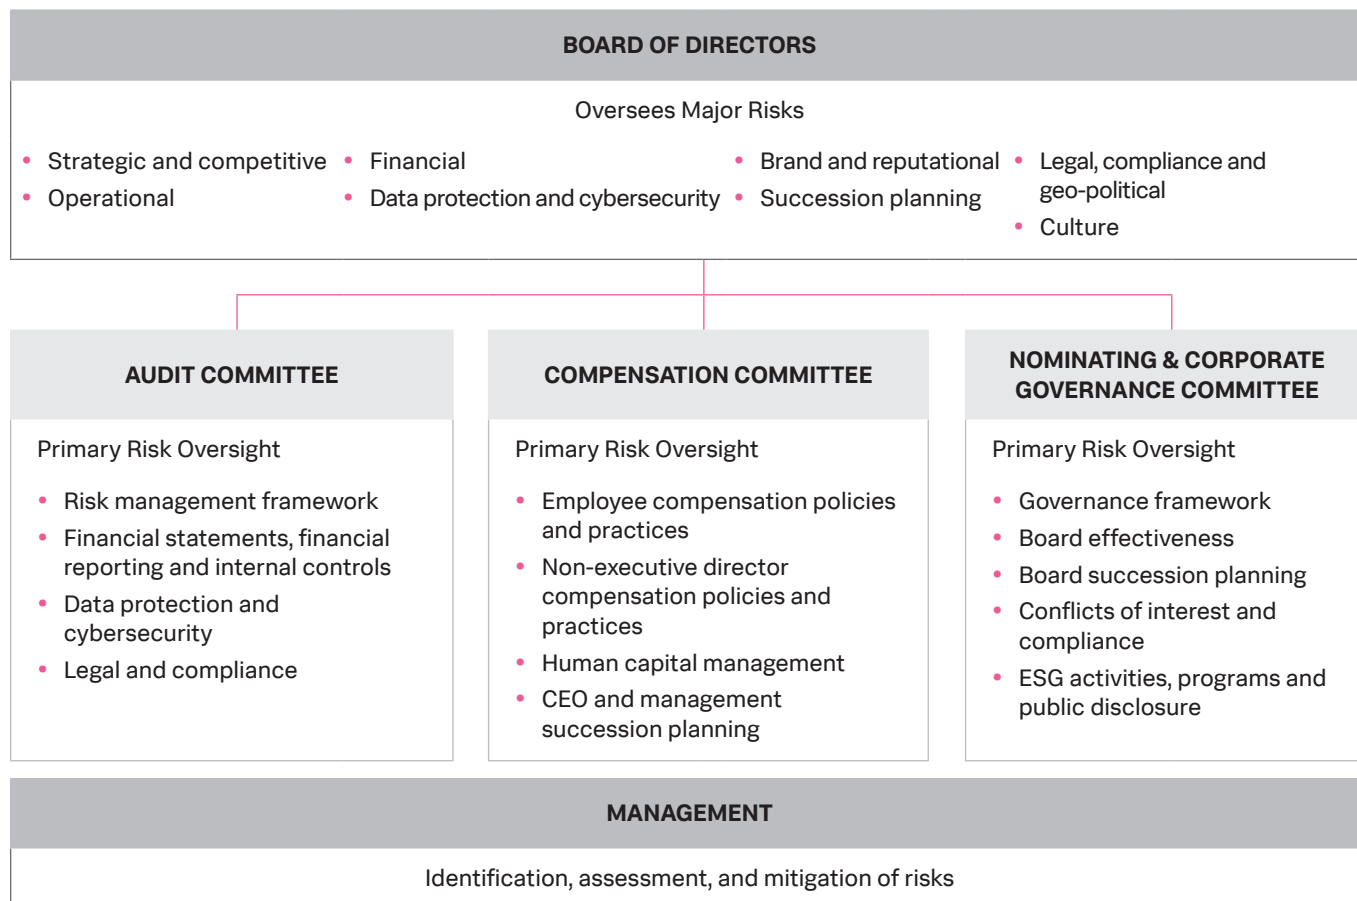 BOARD OF DIRECTORS
Oversees Major Risks
• Strategic and competitive
• Operational
• Financial
• Data protection and cybersecurity
• Brand and reputational
• Succession planning
• Legal, compliance and
geo-political
• Culture
AUDIT COMMITTEE
Primary Risk Oversight
• Risk management framework
• Financial statements, financial
reporting and internal controls
• Data protection and
cybersecurity
• Legal and compliance
COMPENSATION COMMITTEE
Primary Risk Oversight
• Employee compensation policies
and practices
• Non-executive director
compensation policies and
practices
• Human capital management
• CEO and management
succession planning
NOMINATING & CORPORATE
GOVERNANCE COMMITTEE
Primary Risk Oversight
• Governance framework
• Board effectiveness
• Board succession planning
• Conflicts of interest and
compliance
• ESG activities, programs and
public disclosure
MANAGEMENT
Identification, assessment, and mitigation of risks